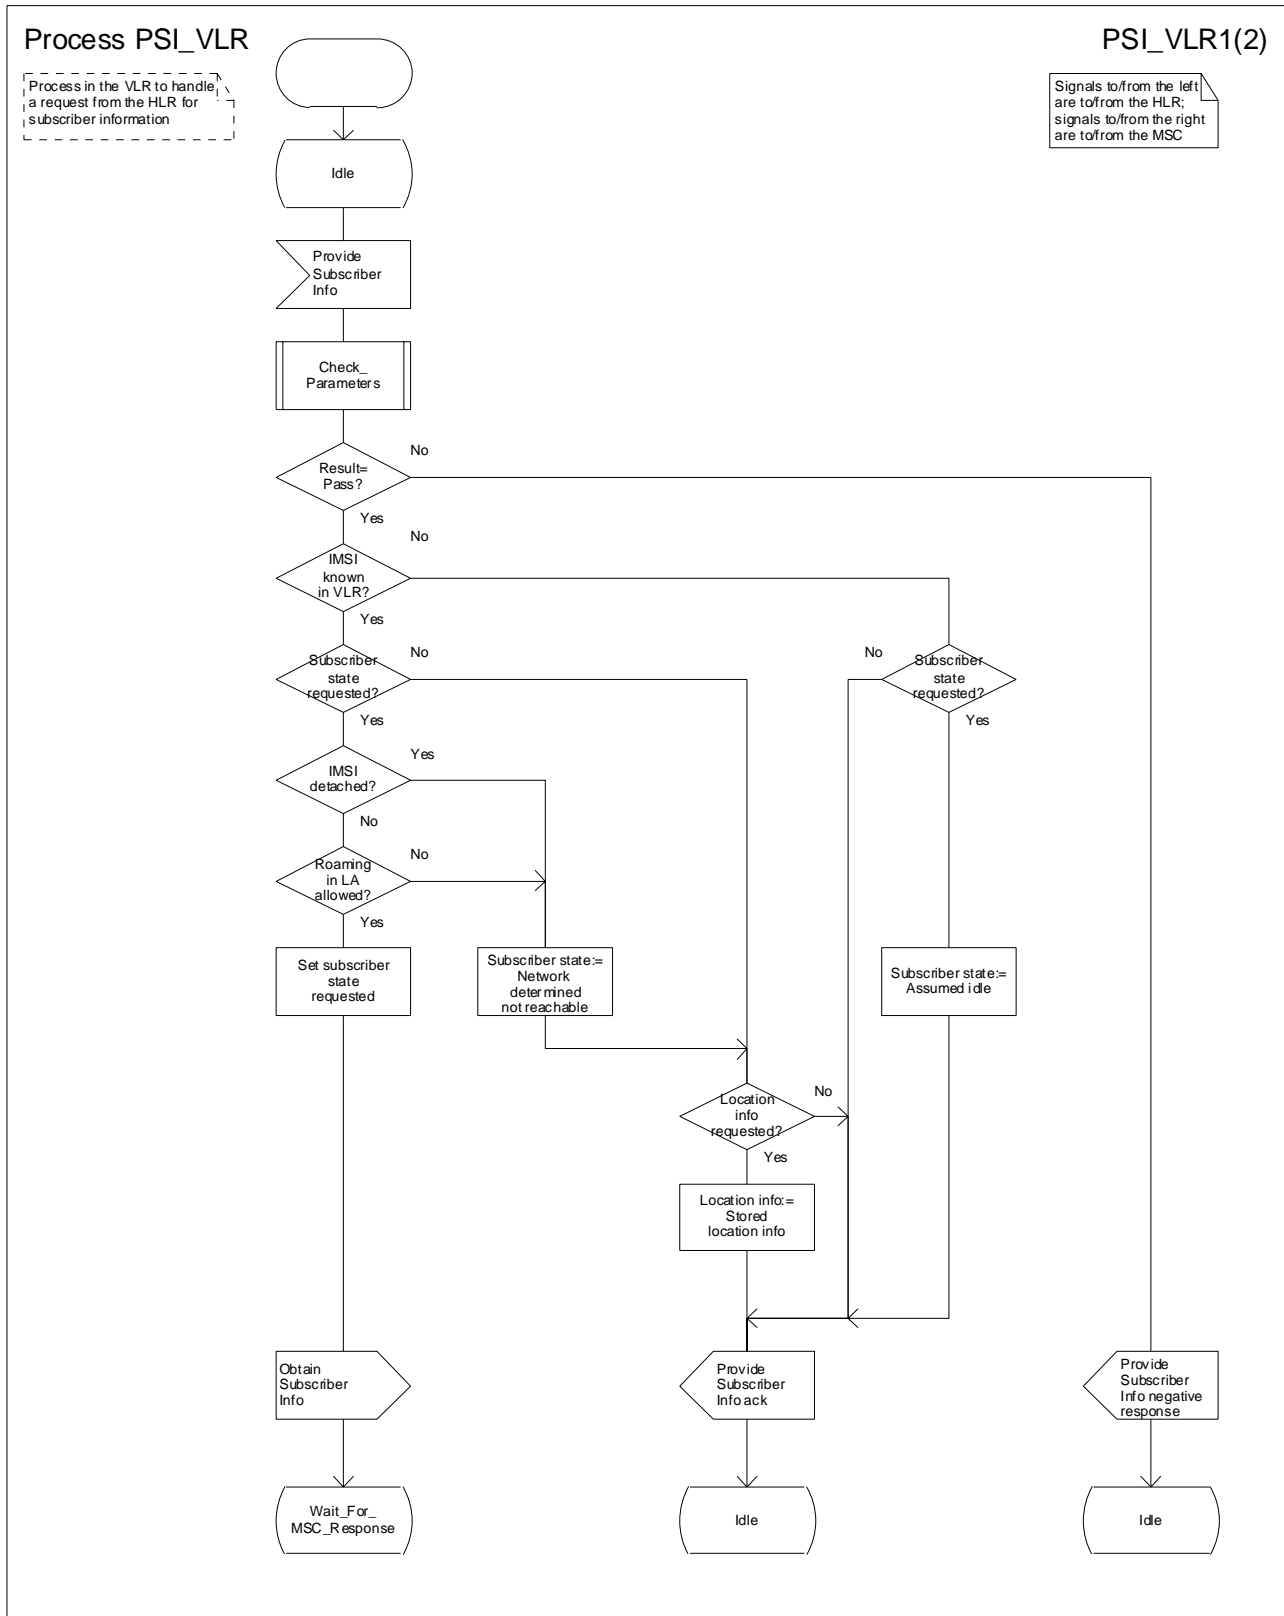 Process PSI_VLR
PSI_VLR1(2)
Process in the VLR to handle
a request from the HLR for
subscriber information
Signals to/from the left
are to/from the HLR;
signals to/from the right
are to/from the MSC
Idle
Provide
Subscriber
Info
Check_
Parameters
Result=
Pass?
No
Yes
IMSI
known
in VLR?
No
Yes
Subscriber
state
requested?
No
Yes
No
Subscriber
state
requested?
Yes
IMSI
detached?
Yes
No
Roaming
in LA
allowed?
No
Yes
Set subscriber
state
requested
Subscriber state:=
Network
determined
not reachable
Subscriber state:=
Assumed idle
Location
info
requested?
No
Yes
Location info:=
Stored
location info
Obtain
Subscriber
Info
Provide
Subscriber
Info ack
Provide
Subscriber
Info negative
response
Wait_For_
MSC_Response
Idle
Idle